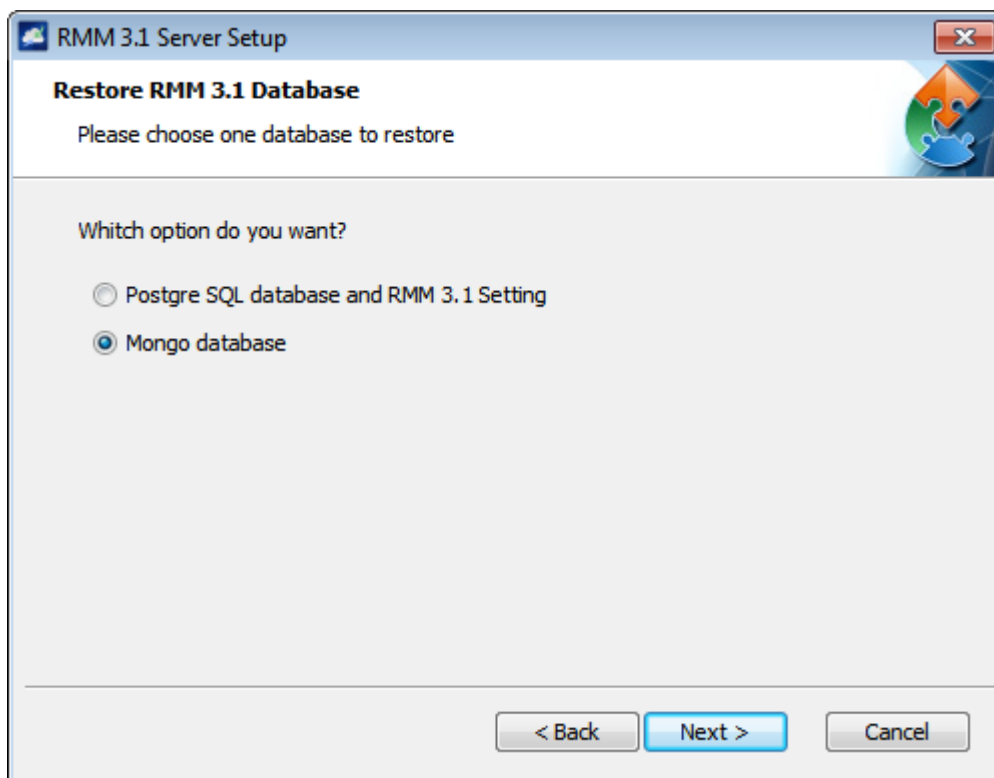 RMM 3.1 Server Setup
Restore RMM 3.1 Database
Please choose one database to restore
Whitch option do you want?
Postgre SQL database and RMM 3.1 Setting
Mongo database
< Back Next > Cancel